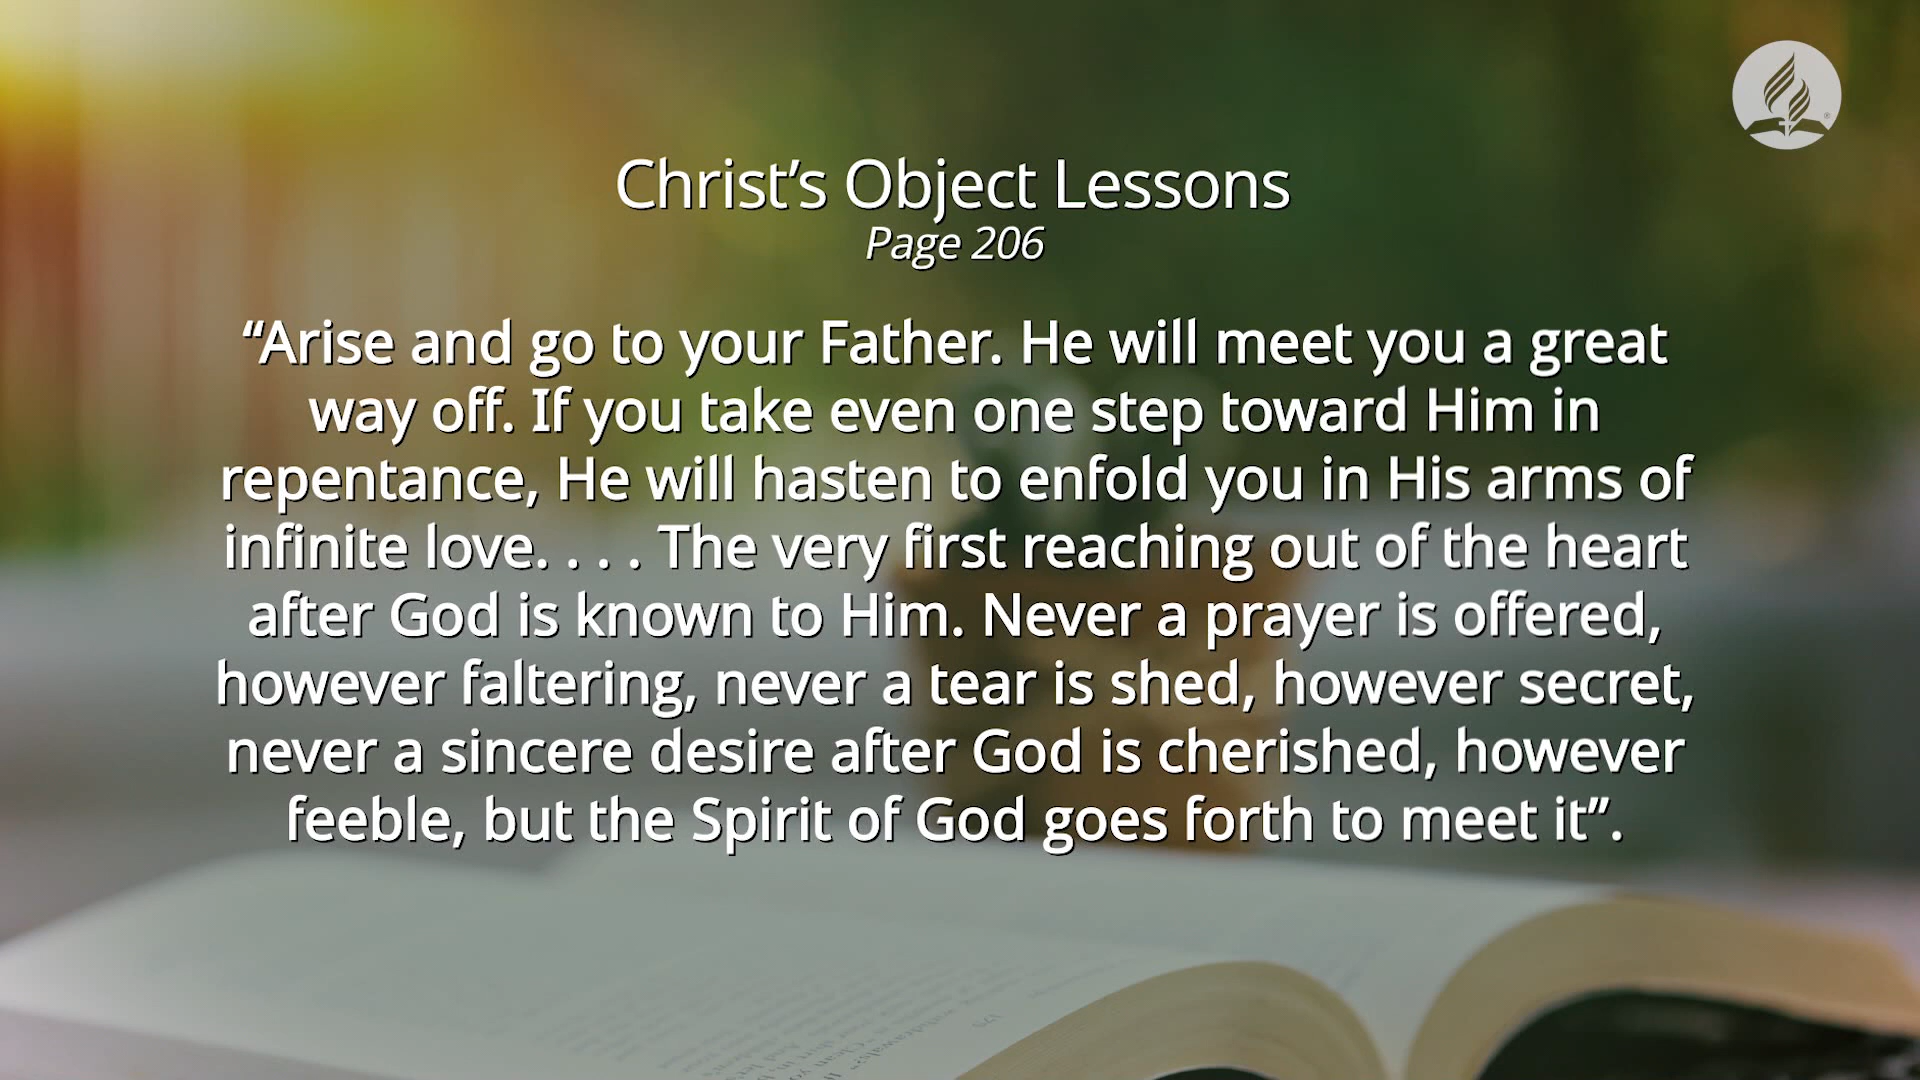 Christ’s Object Lessons
Page 206
“Arise and go to your Father. He will meet you a great
way off. If you take even one step toward Him in
repentance, He will hasten to enfold you in His arms of
infinite love. . . . The very first reaching out of the heart
after God is known to Him. Never a prayer is offered,
however faltering, never a tear is shed, however secret,
never a sincere desire after God is cherished, however
feeble, but the Spirit of God goes forth to meet it”.